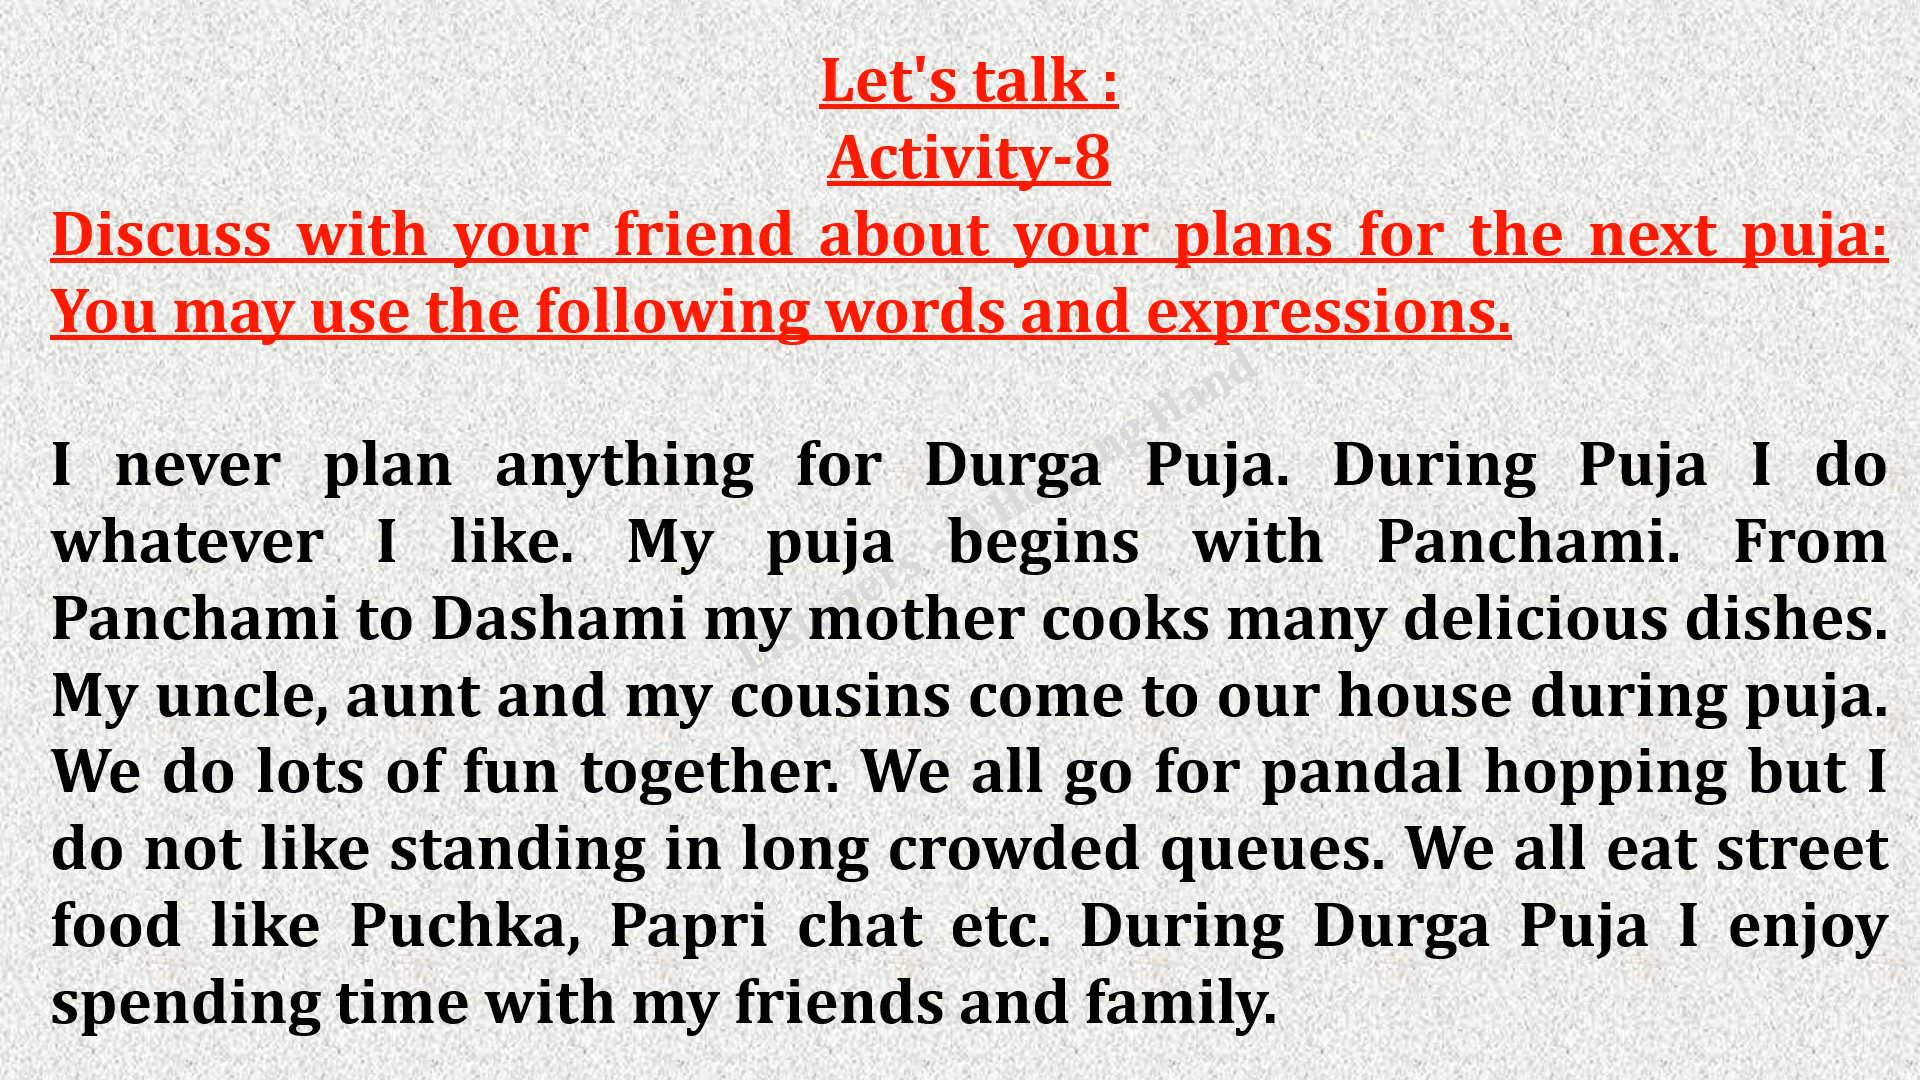 Let's talk :
Activity-8
Discuss with your friend about your plans for the next puja:
You may use the following words and expressions.
I never plan anything for Durga Puja. During Puja I do
whatever I like. My puja begins with Panchami. From
Panchami to Dashami my mother cooks many delicious dishes.
My uncle, aunt and my cousins come to our house during puja.
We do lots of fun together. We all go for pandal hopping but I
do not like standing in long crowded queues. We all eat street
food like Puchka, Papri chat etc. During Durga Puja I enjoy
spending time with my friends and family.
Hand